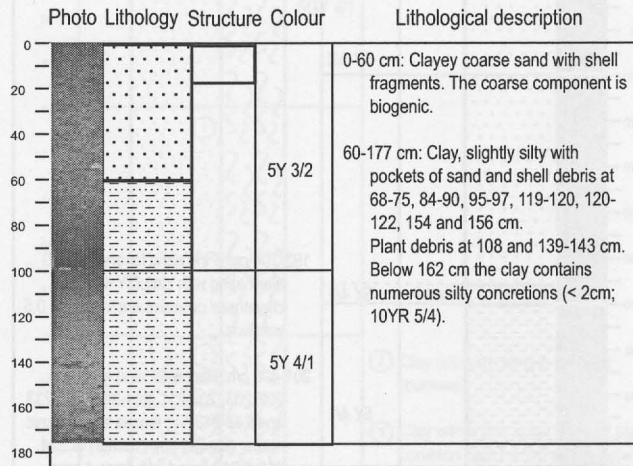 Photo Lithology Structure Colour Lithological description
0
20
40
60
80
100
120
140
160
180
5Y 3/2
5Y 4/1
0-60 cm: Clayey coarse sand with shell
fragments. The coarse component is
biogenic.
60-177 cm: Clay, slightly silty with
pockets of sand and shell debris at
68-75, 84-90, 95-97, 119-120, 120-
122, 154 and 156 cm.
Plant debris at 108 and 139-143 cm.
Below 162 cm the clay contains
numerous silty concretions (< 2cm;
10YR 5/4).